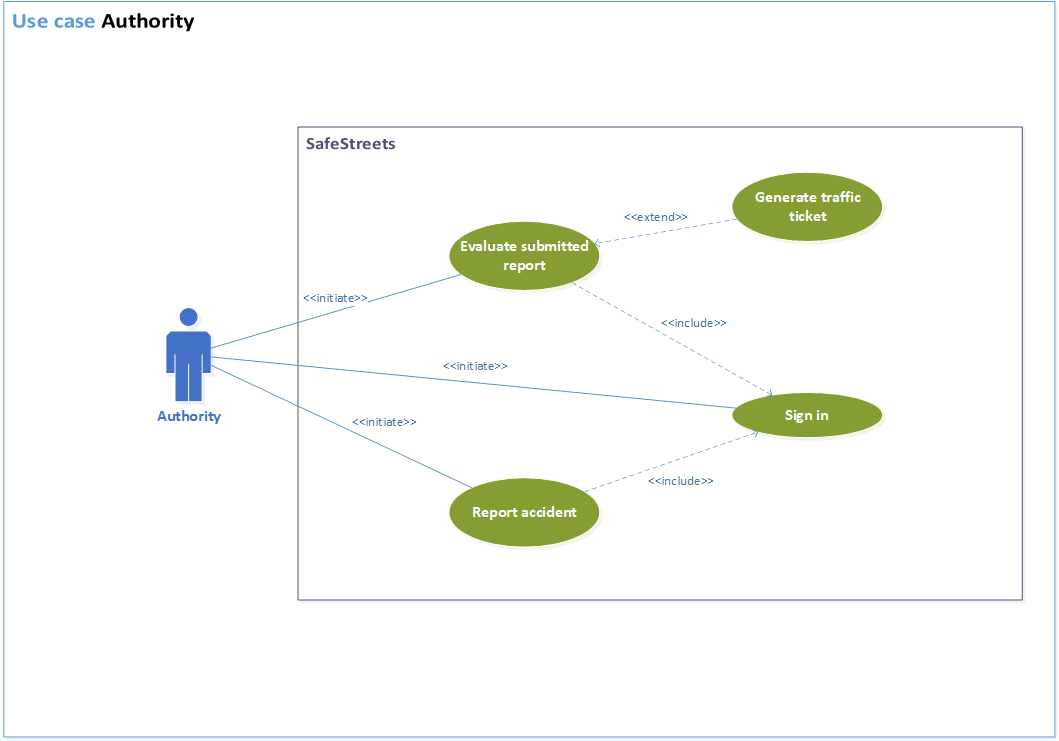 Use case Authority
SafeStreets
Generate traffic
ticket
<<extend>>
Evaluate submitted
report
<<initiate>>
<<include>>
<<initiate>>
Authority
Sign in
<<initiate>>
<<include>>
Report accident